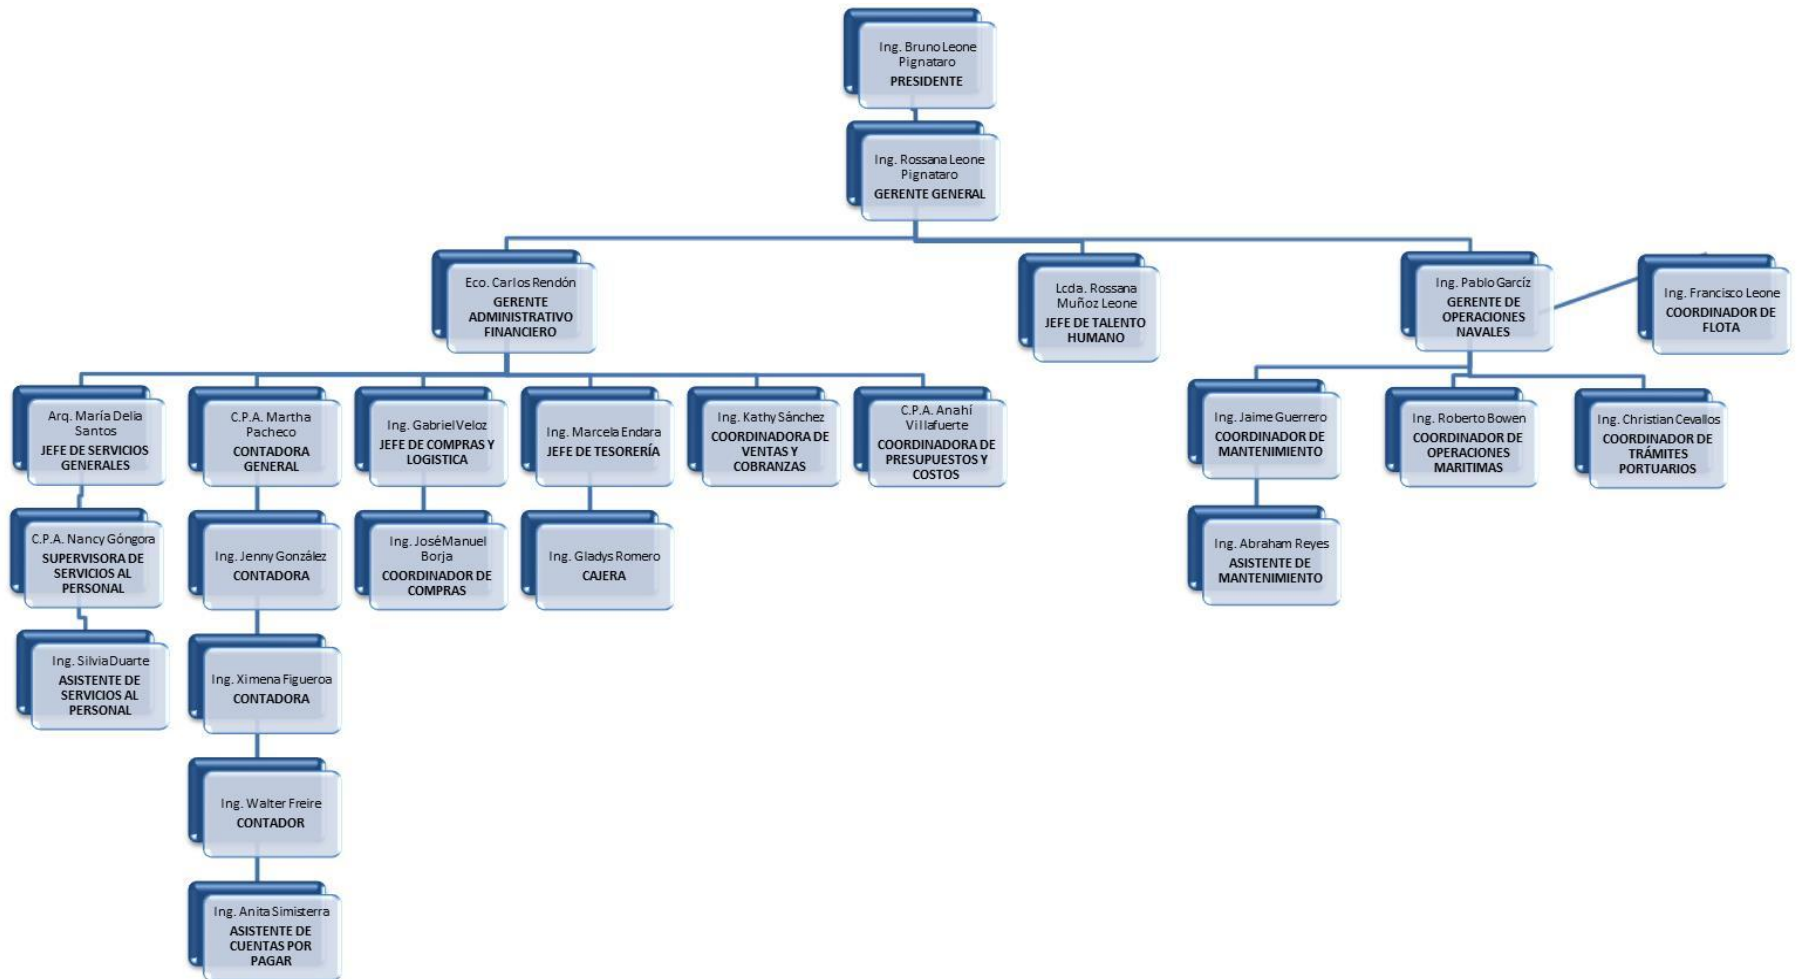 Ing. Bruno Leone
Pignataro
PRESIDENTE
Ing. Rossana Leone
Pignataro
GERENTE GENERAL
Eco. Carlos Rendón
GERENTE
ADMINISTRATIVO
FINANCIERO
Lcda. Rossana
Muñoz Leone
JEFE DE TALENTO
HUMANO
Ing. Pablo Garcíz
GERENTE DE
OPERACIONES
NAVALES
Ing. Francisco Leone
COORDINADOR DE
FLOTA
Arq. María Delia
Santos
JEFE DE SERVICIOS
GENERALES
C.P.A. Martha
Pacheco
CONTADORA
GENERAL
Ing. Gabriel Veloz
JEFE DE COMPRAS Y
LOGISTICA
Ing. Marcela Endara
JEFE DE TESORERÍA
Ing. Kathy Sánchez
COORDINADORA DE
VENTAS Y
COBRANZAS
C.P.A. Anahí
Villafuerte
COORDINADORA DE
PRESUPUESTOS Y
COSTOS
Ing. Jaime Guerrero
COORDINADOR DE
MANTENIMIENTO
Ing. Roberto Bowen
COORDINADOR DE
OPERACIONES
MARITIMAS
Ing. Christian Cevallos
COORDINADOR DE
TRÁMITES
PORTUARIOS
C.P.A. Nancy Góngora
SUPERVISORA DE
SERVICIOS AL
PERSONAL
Ing. Jenny González
CONTADORA
Ing. José Manuel
Borja
COORDINADOR DE
COMPRAS
Ing. Gladys Romero
CAJERA
Ing. Abraham Reyes
ASISTENTE DE
MANTENIMIENTO
Ing. Silvia Duarte
ASISTENTE DE
SERVICIOS AL
PERSONAL
Ing. Ximena Figueroa
CONTADORA
Ing. Walter Freire
CONTADOR
Ing. Anita Simisterra
ASISTENTE DE
CUENTAS POR
PAGAR